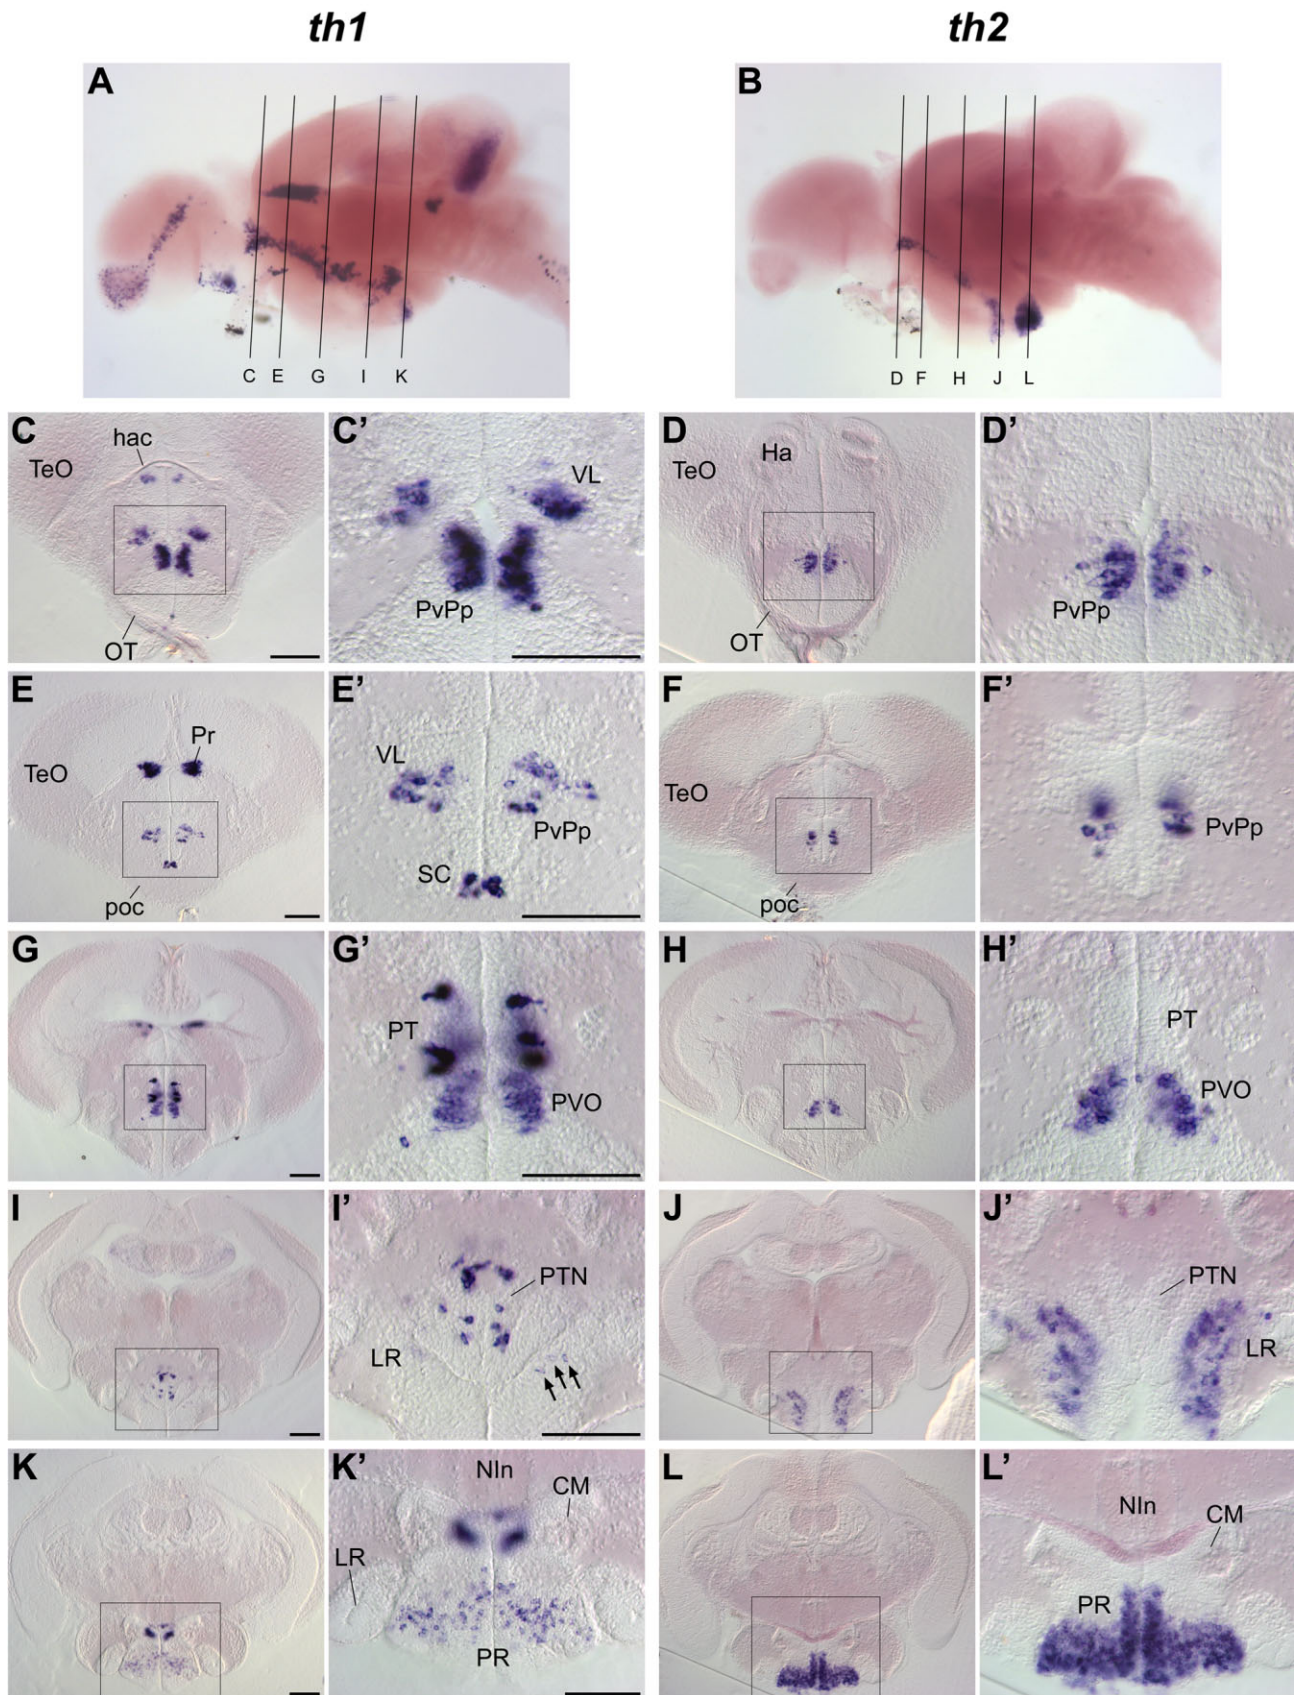 th1 th2
A B
C E G I K D F H J L
C hac TeO OT
C' VL PvPp
D Ha TeO OT
D' PvPp
E Pr TeO poc
E' VL PvPp SC
F TeO poc
F' PvPp
G
G' PT PVO
H
H' PT PVO
I
I' PTN LR
J
J' PTN LR
K
K' NIn CM LR PR
L
L' NIn CM PR